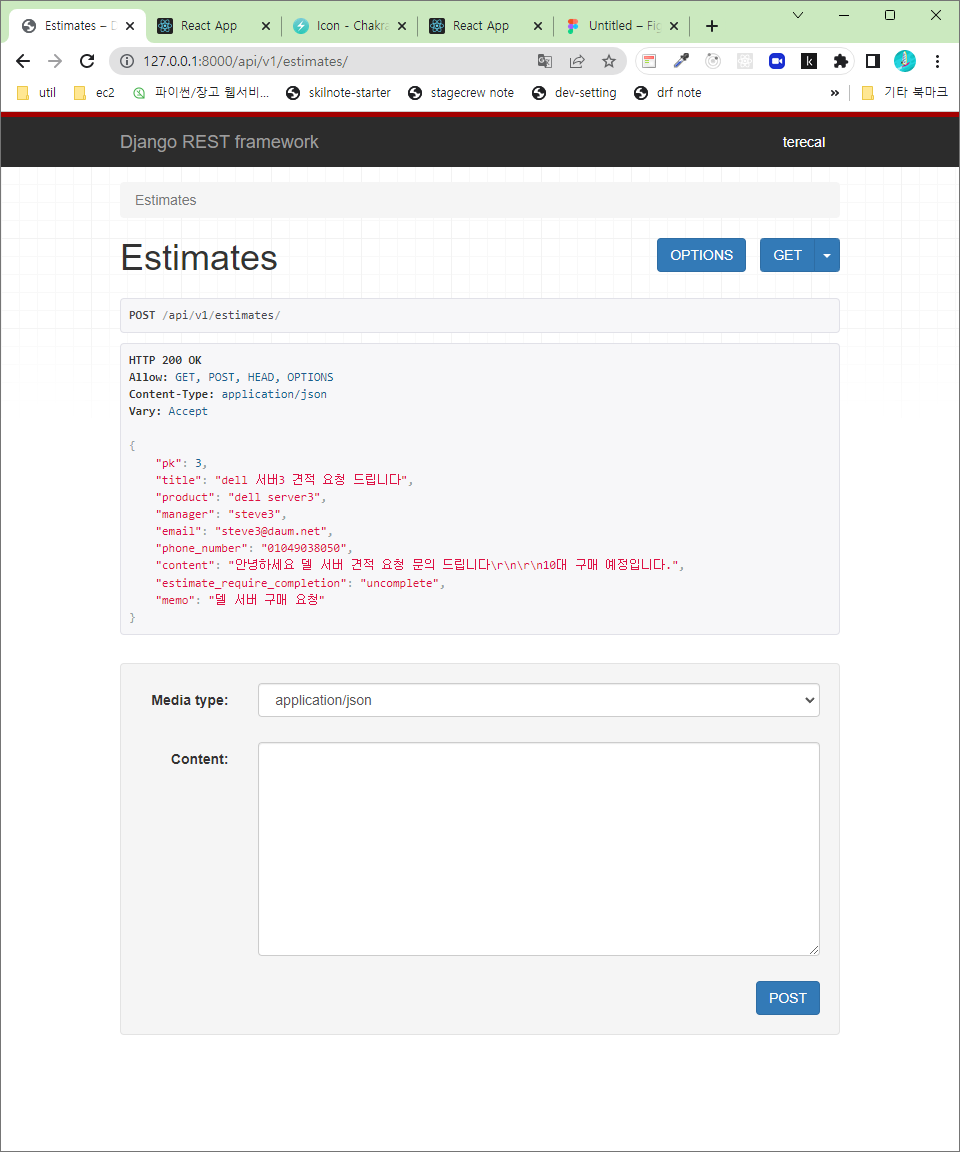 Estimates – D
React App
Icon - Chakra
React App
Untitled – Fig
127.0.0.1:8000/api/v1/estimates/
util
ec2
파이썬/장고 웹서비...
skilnote-starter
stagecrew note
dev-setting
drf note
»
기타 북마크
Django REST framework
terecal
Estimates
Estimates
OPTIONS
GET
POST /api/v1/estimates/
HTTP 200 OK
Allow: GET, POST, HEAD, OPTIONS
Content-Type: application/json
Vary: Accept
{
"pk": 3,
"title": "dell 서버3 견적 요청 드립니다",
"product": "dell server3",
"manager": "steve3",
"email": "steve3@daum.net",
"phone_number": "01049038050",
"content": "안녕하세요 델 서버 견적 요청 문의 드립니다\r\n\r\n10대 구매 예정입니다.",
"estimate_require_completion": "uncomplete",
"memo": "델 서버 구매 요청"
}
Media type:
application/json
Content:
POST